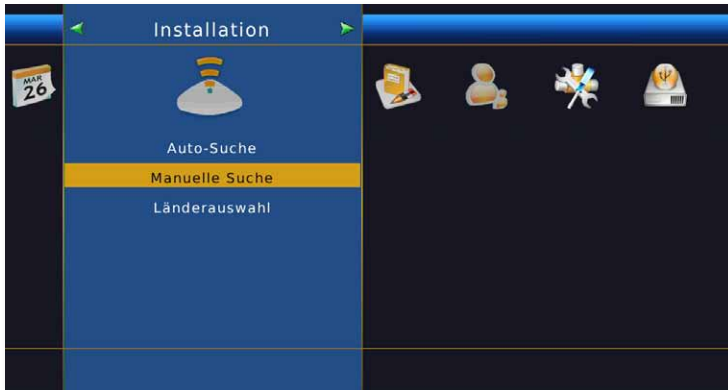 Installation
MAR
26
Auto-Suche
Manuelle Suche
Länderauswahl